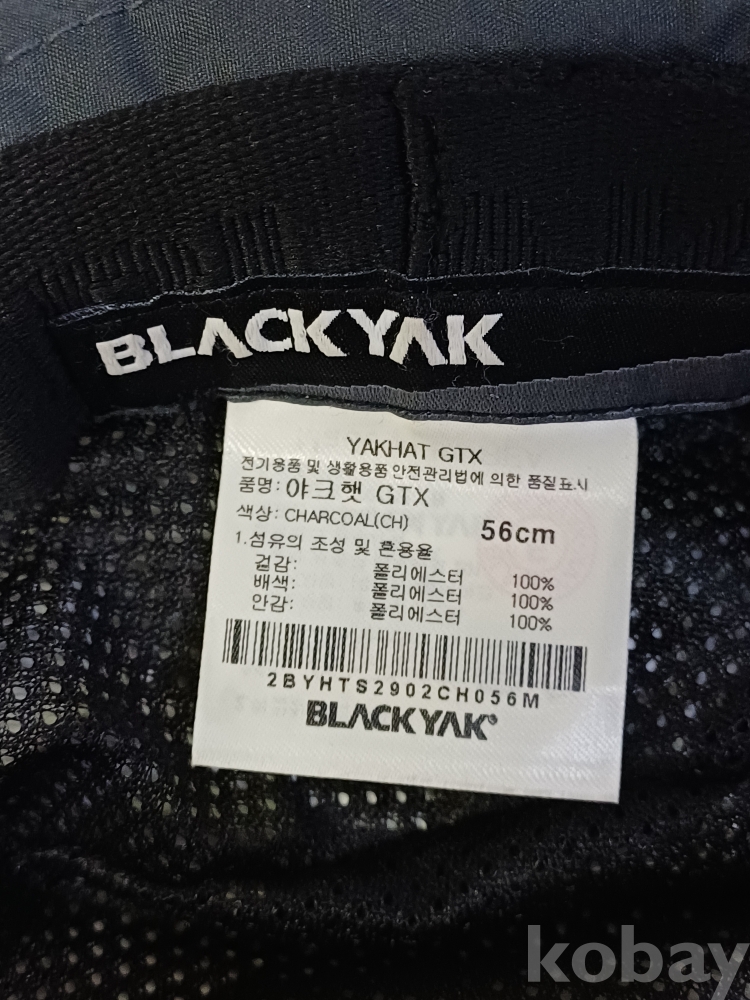 BLACKYAK
YAKHAT GTX
전기용품 및 생활용품 안전관리법에 의한 품질표시
품명: 야크햇 GTX
색상: CHARCOAL(CH) 56cm
1.섬유의 조성 및 혼용율
겉감: 폴리에스터 100%
배색: 폴리에스터 100%
안감: 폴리에스터 100%
2BYHTS2902CH056M
BLACKYAK®
kobay